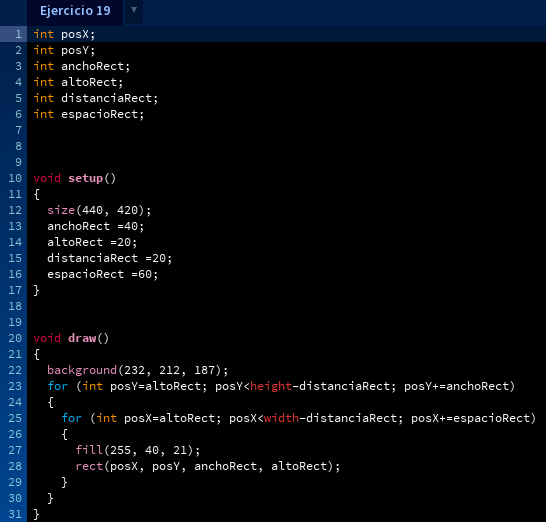 Ejercicio 19
1 int posX;
2 int posY;
3 int anchoRect;
4 int altoRect;
5 int distanciaRect;
6 int espacioRect;
7
8
9
10 void setup()
11 {
12   size(440, 420);
13   anchoRect =40;
14   altoRect =20;
15   distanciaRect =20;
16   espacioRect =60;
17 }
18
19
20 void draw()
21 {
22   background(232, 212, 187);
23   for (int posY=altoRect; posY<height-distanciaRect; posY+=anchoRect)
24   {
25     for (int posX=altoRect; posX<width-distanciaRect; posX+=espacioRect)
26     {
27       fill(255, 40, 21);
28       rect(posX, posY, anchoRect, altoRect);
29     }
30   }
31 }